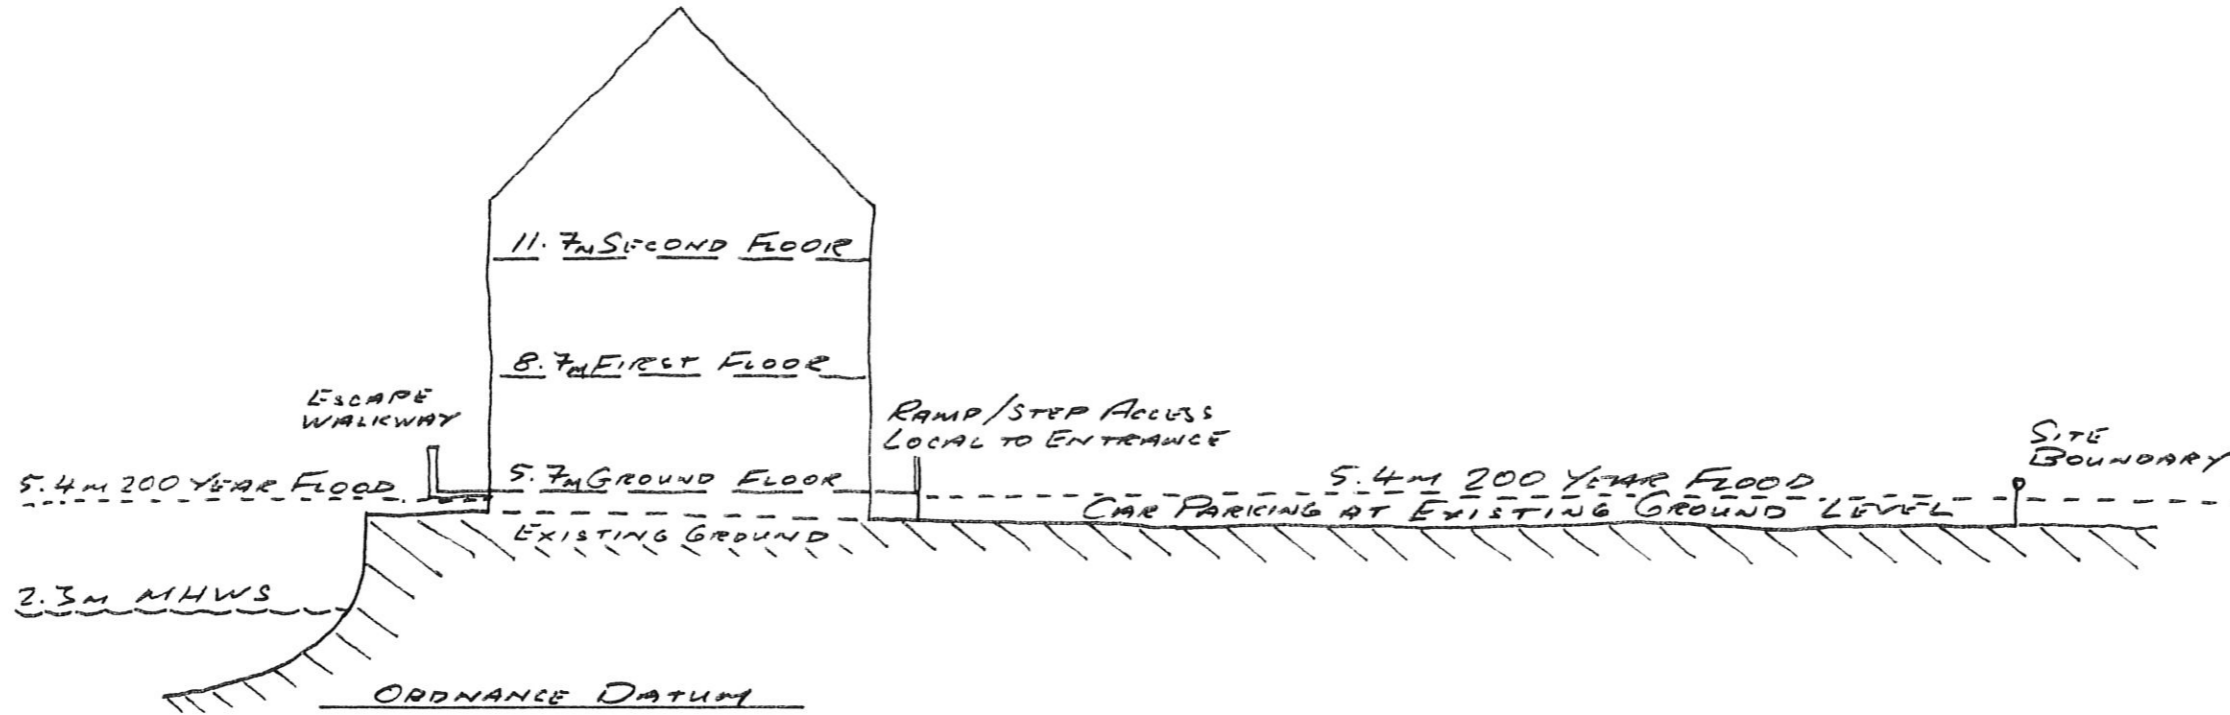 11.7M SECOND FLOOR
8.7M FIRST FLOOR
ESCAPE
WALKWAY
RAMP/STEP ACCESS
LOCAL TO ENTRANCE
SITE
BOUNDARY
5.4M 200 YEAR FLOOD
5.7M GROUND FLOOR
5.4M 200 YEAR FLOOD
CAR PARKING AT EXISTING GROUND LEVEL
EXISTING GROUND
2.3M MHWS
ORDNANCE DATUM